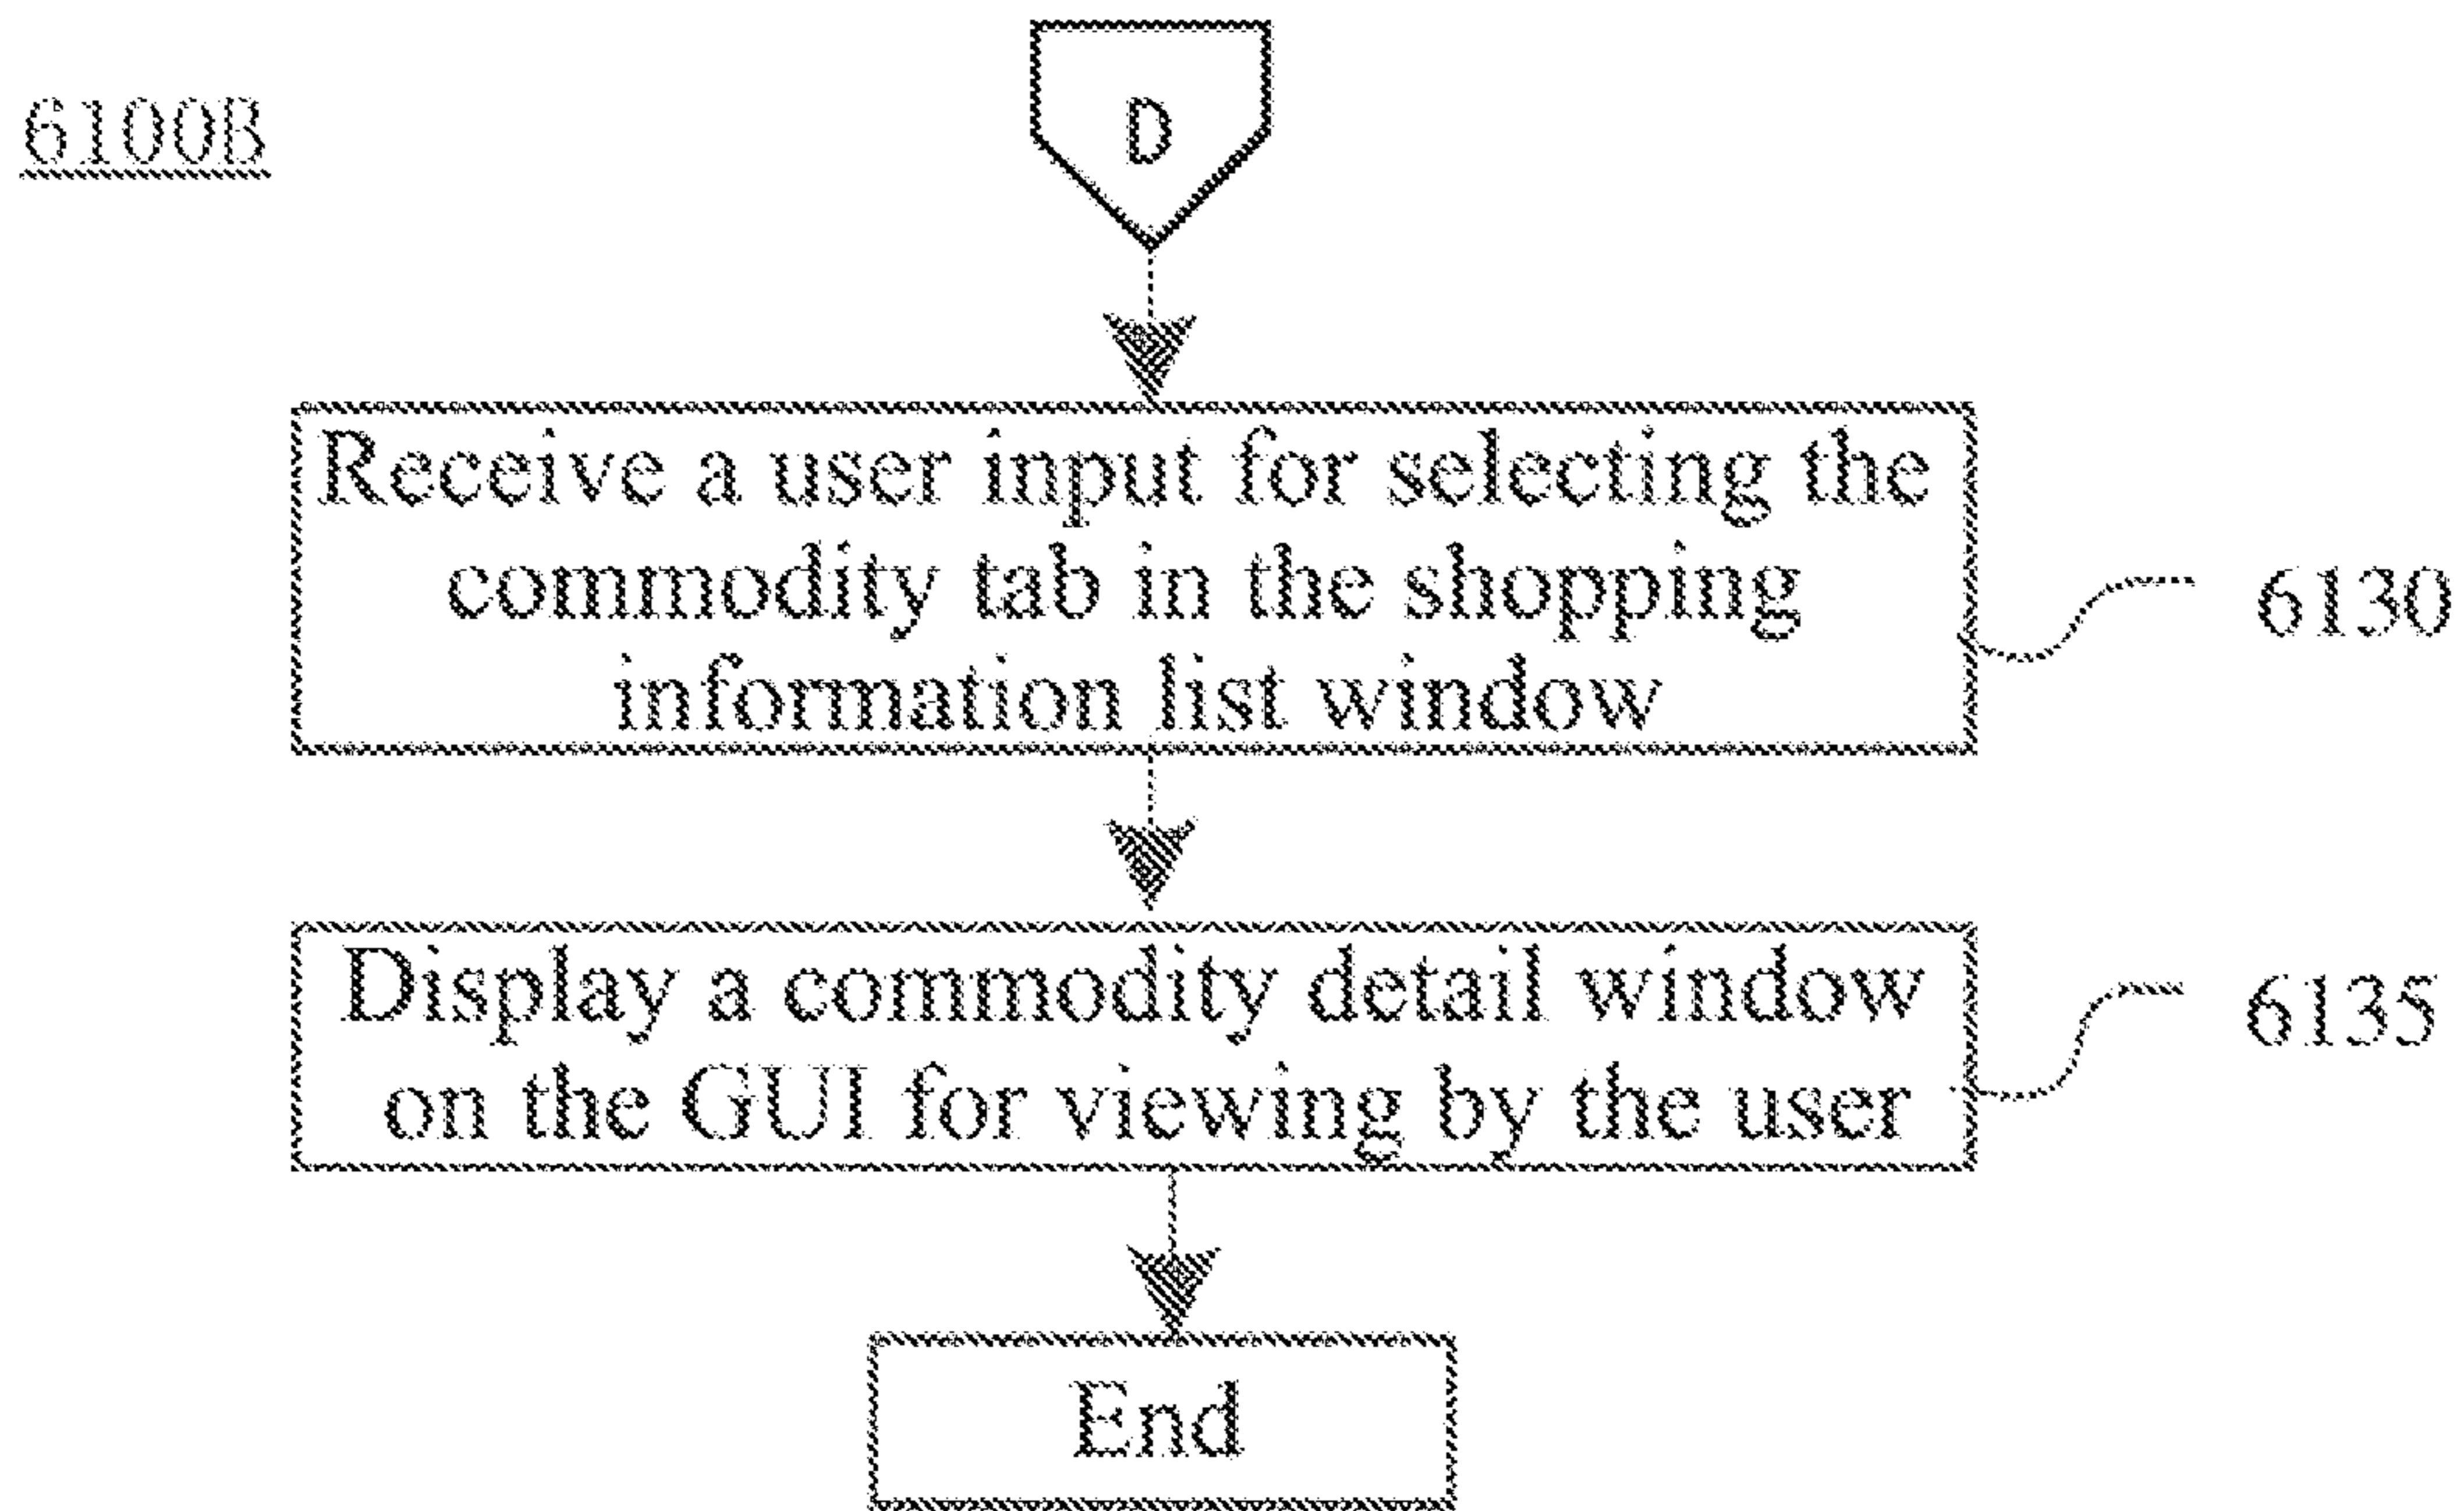 6100B
D
Receive a user input for selecting the
commodity tab in the shopping
information list window
6130
Display a commodity detail window
on the GUI for viewing by the user
6135
End